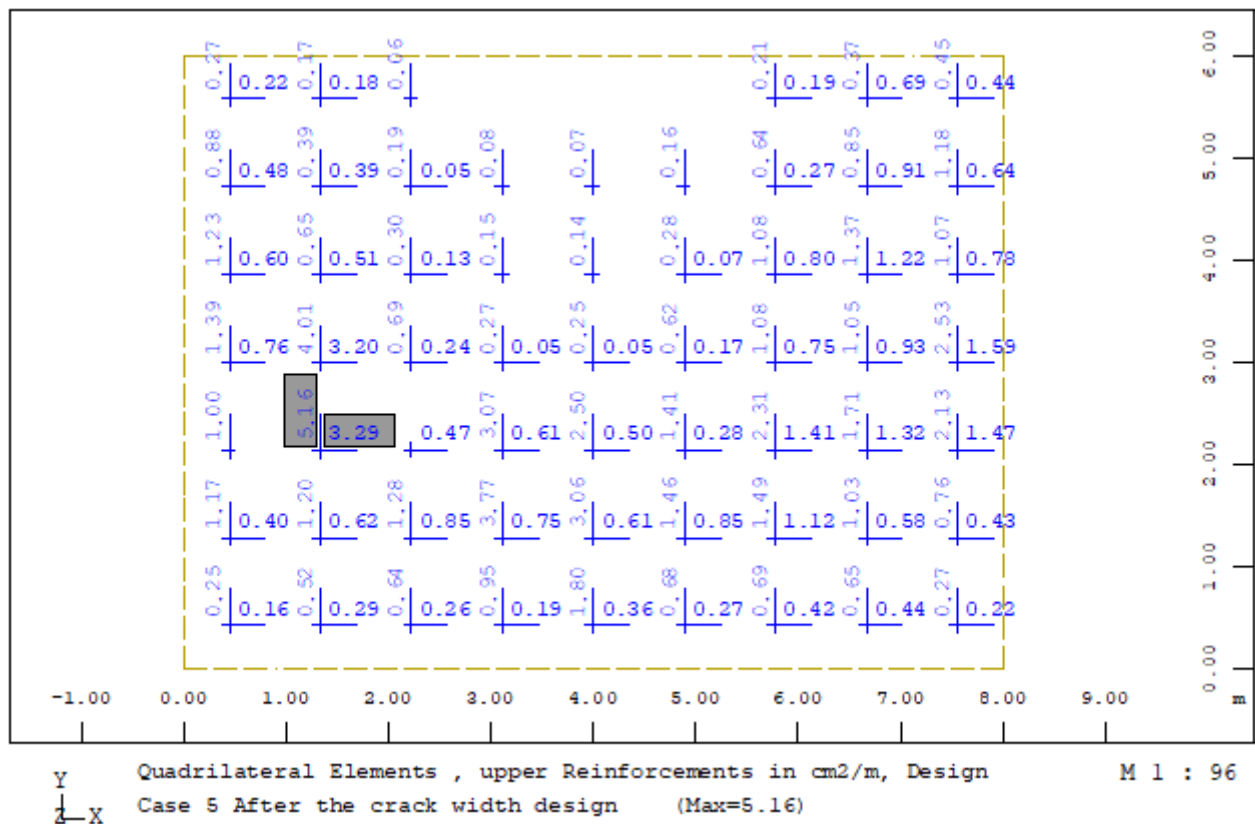 0.27 0.22 0.17 0.18 0.06 0.21 0.19 0.37 0.69 0.45 0.44 6.00
0.88 0.48 0.39 0.39 0.19 0.05 0.08 0.07 0.16 0.64 0.27 0.85 0.91 1.18 0.64 5.00
1.23 0.60 0.65 0.51 0.30 0.13 0.15 0.14 0.28 0.07 1.08 0.80 1.37 1.22 1.07 0.78 4.00
1.39 0.76 4.01 3.20 0.69 0.24 0.27 0.05 0.25 0.05 0.62 0.17 1.08 0.75 1.05 0.93 2.53 1.59 3.00
1.00 5.16 3.29 0.47 3.07 0.61 2.50 0.50 1.41 0.28 2.31 1.41 1.71 1.32 2.13 1.47 2.00
1.17 0.40 1.20 0.62 1.28 0.85 3.77 0.75 3.06 0.61 1.46 0.85 1.49 1.12 1.03 0.58 0.76 0.43 1.00
0.25 0.16 0.52 0.29 0.64 0.26 0.95 0.19 1.80 0.36 0.68 0.27 0.69 0.42 0.65 0.44 0.27 0.22 0.00
-1.00 0.00 1.00 2.00 3.00 4.00 5.00 6.00 7.00 8.00 9.00 m
Y Quadrilateral Elements , upper Reinforcements in cm2/m, Design M 1 : 96
Z X Case 5 After the crack width design (Max=5.16)